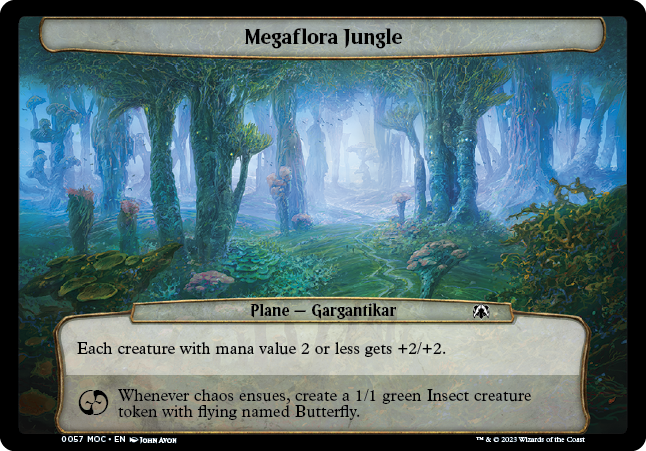 Megaflora Jungle
Plane — Gargantikar
Each creature with mana value 2 or less gets +2/+2.
Whenever chaos ensues, create a 1/1 green Insect creature
token with flying named Butterfly.
0057 MOC • EN John Avon
™ & © 2023 Wizards of the Coast